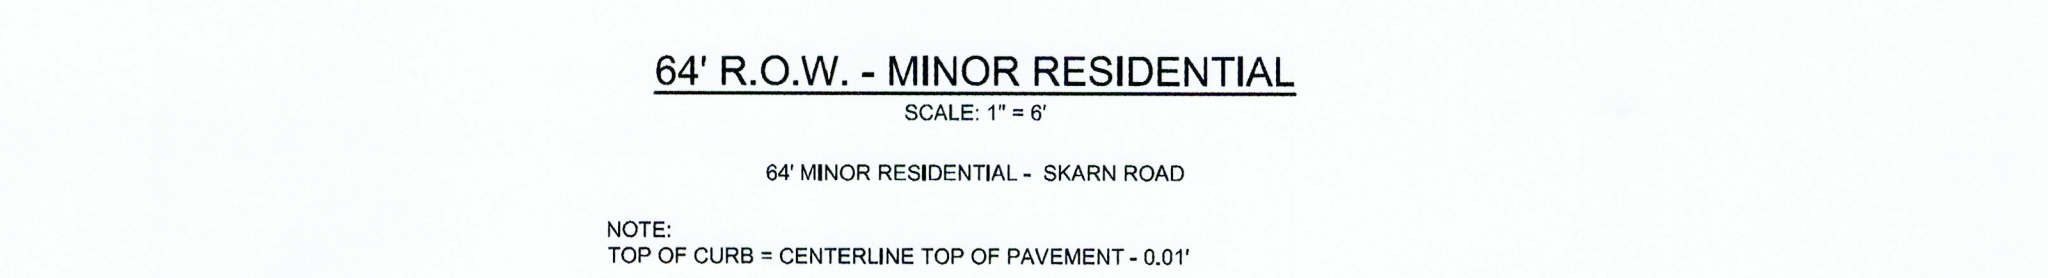 64' R.O.W. - MINOR RESIDENTIAL
SCALE: 1" = 6'
64' MINOR RESIDENTIAL - SKARN ROAD
NOTE:
TOP OF CURB = CENTERLINE TOP OF PAVEMENT - 0.01'